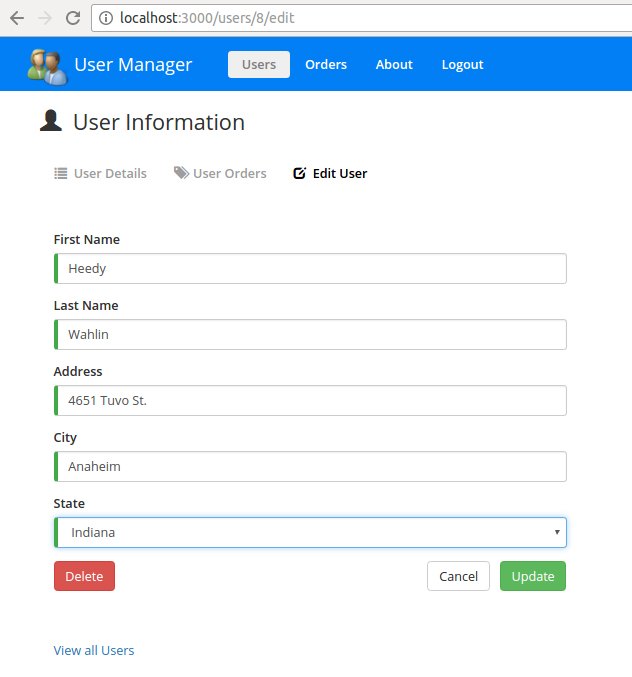 localhost:3000/users/8/edit
User Manager Users Orders About Logout
User Information
User Details User Orders Edit User
First Name
Heedy
Last Name
Wahlin
Address
4651 Tuvo St.
City
Anaheim
State
Indiana
Delete Cancel Update
View all Users